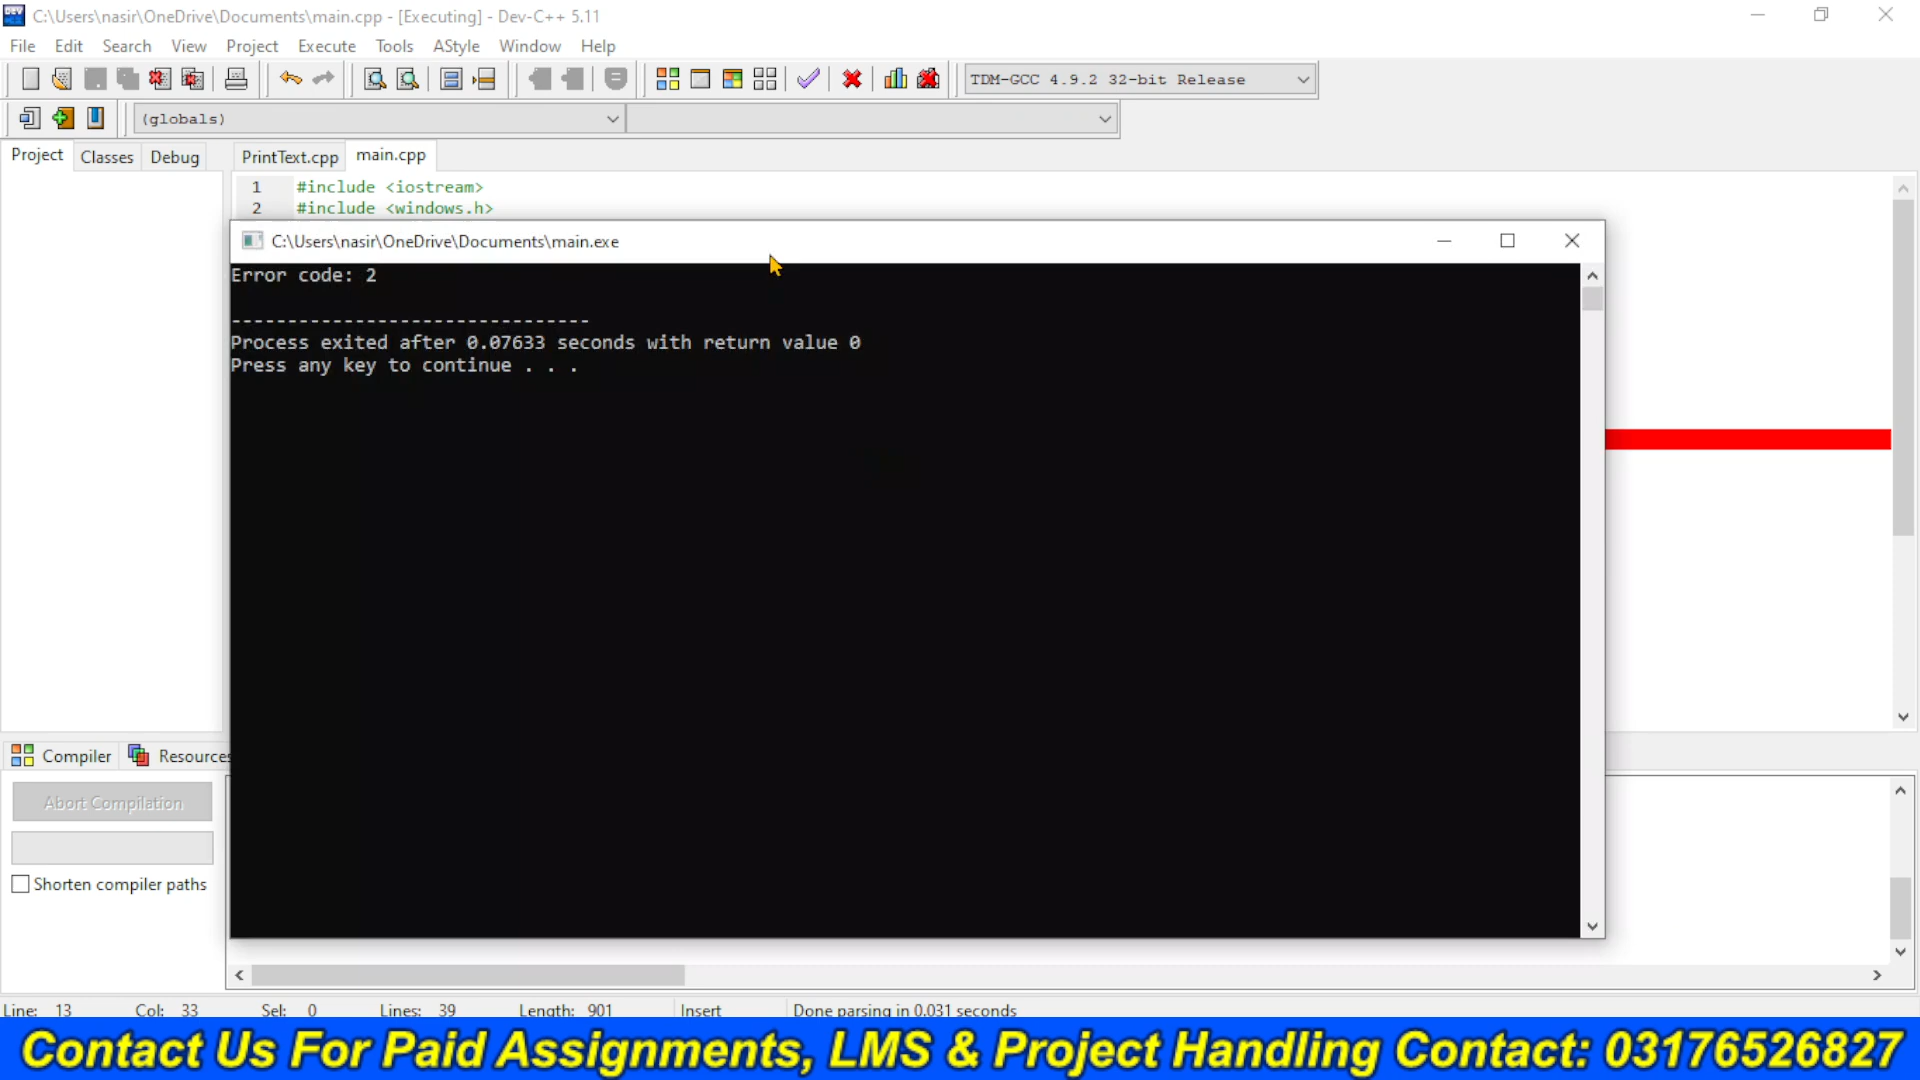 C:\Users\nasir\OneDrive\Documents\main.cpp - [Executing] - Dev-C++ 5.11
File Edit Search View Project Execute Tools AStyle Window Help
TDM-GCC 4.9.2 32-bit Release
(globals)
Project Classes Debug PrintText.cpp main.cpp
1 #include <iostream>
2 #include <windows.h>
C:\Users\nasir\OneDrive\Documents\main.exe
Error code: 2
--------------------------------
Process exited after 0.07633 seconds with return value 0
Press any key to continue . . .
Compiler Resources
Abort Compilation
Shorten compiler paths
Line: 13 Col: 33 Sel: 0 Lines: 39 Length: 901 Insert Done parsing in 0.031 seconds
Contact Us For Paid Assignments, LMS & Project Handling Contact: 03176526827